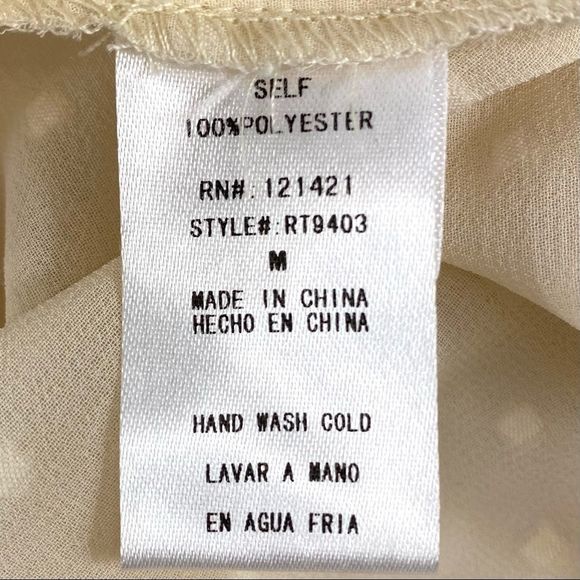 SELF
100%POLYESTER
RN#: 121421
STYLE#:RT9403
M
MADE IN CHINA
HECHO EN CHINA
HAND WASH COLD
LAVAR A MANO
EN AGUA FRIA